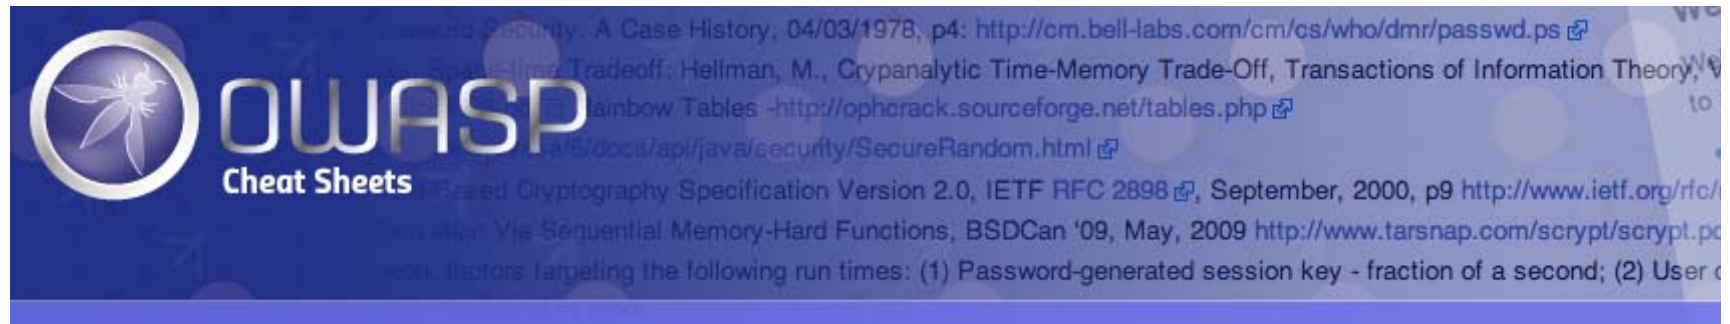 OWASP
Cheat Sheets
Security: A Case History, 04/03/1978, p4: http://cm.bell-labs.com/cm/cs/who/dmr/passwd.ps
Tradeoff: Hellman, M., Crypanalytic Time-Memory Trade-Off, Transactions of Information Theory,
Rainbow Tables -http://ophcrack.sourceforge.net/tables.php
/docs/api/java/security/SecureRandom.html
Cryptography Specification Version 2.0, IETF RFC 2898, September, 2000, p9 http://www.ietf.org/rfc/
Via Sequential Memory-Hard Functions, BSDCan '09, May, 2009 http://www.tarsnap.com/scrypt/scrypt.
work factors targeting the following run times: (1) Password-generated session key - fraction of a second; (2) User
to